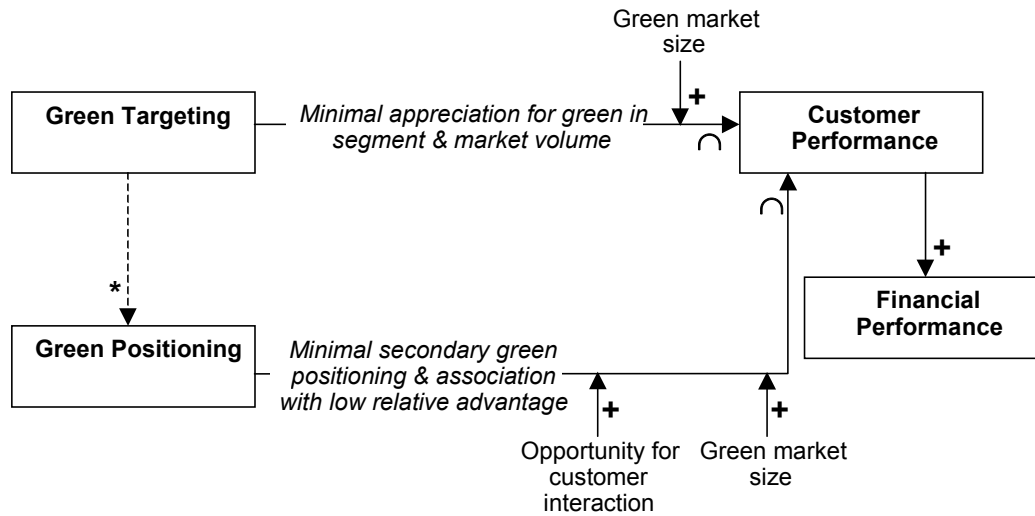 Green market
size
+
Green Targeting
Minimal appreciation for green in
segment & market volume
∩
Customer
Performance
∩
+
*
Financial
Performance
Green Positioning
Minimal secondary green
positioning & association
with low relative advantage
+
+
Opportunity for
customer
interaction
Green market
size